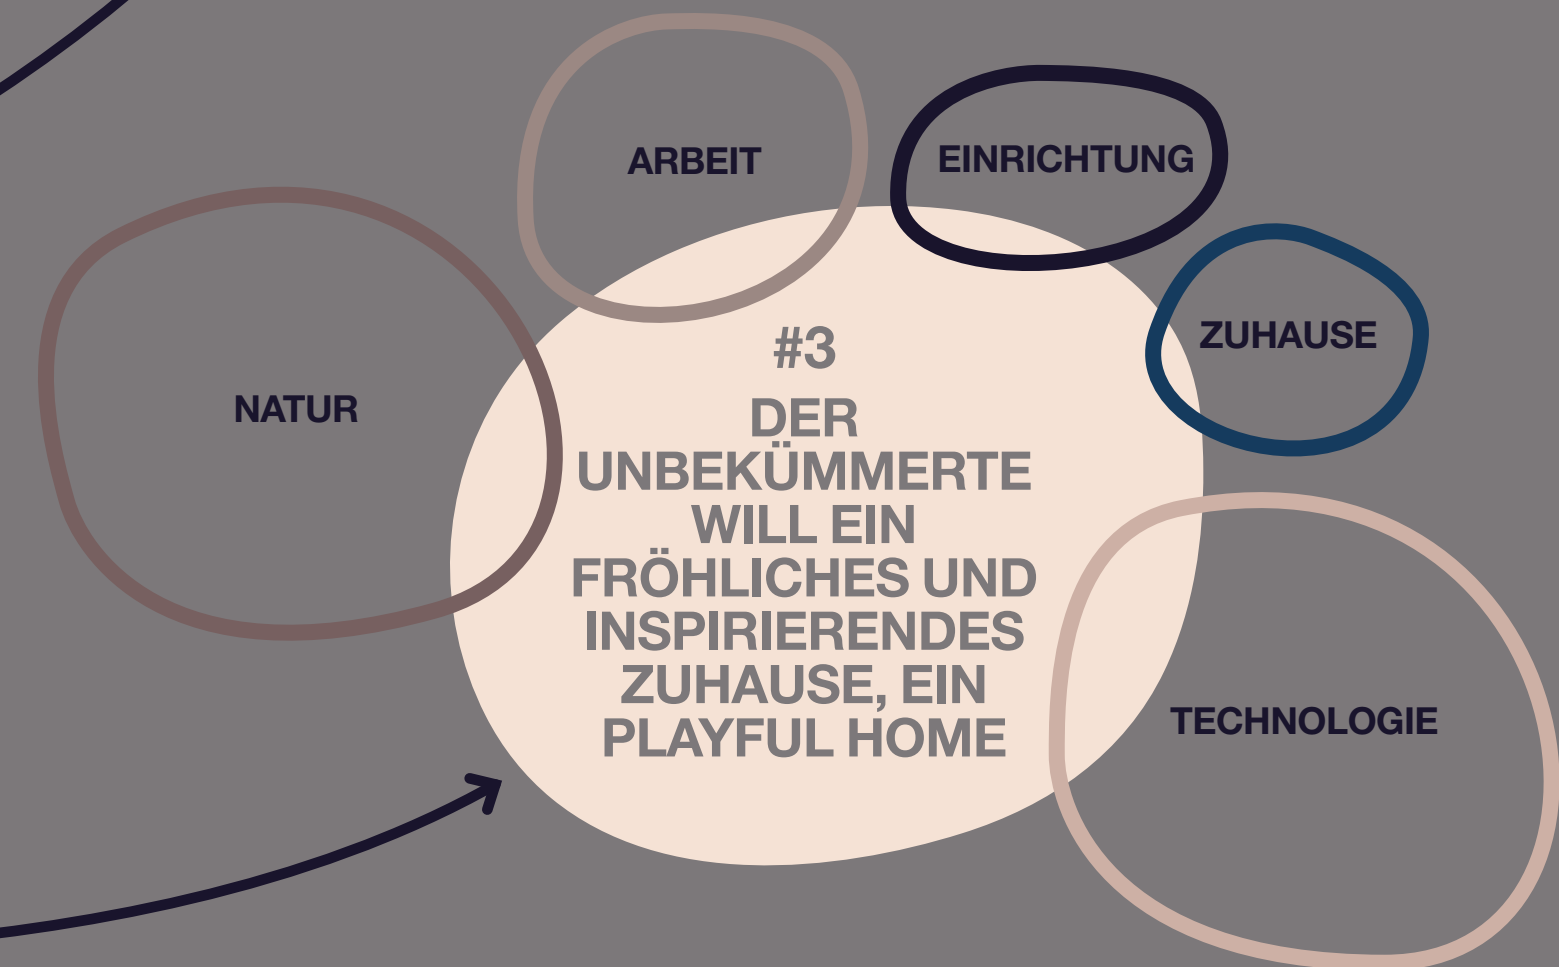 ARBEIT
EINRICHTUNG
ZUHAUSE
NATUR
#3
DER
UNBEKÜMMERTE
WILL EIN
FRÖHLICHES UND
INSPIRIERENDES
ZUHAUSE, EIN
PLAYFUL HOME
TECHNOLOGIE